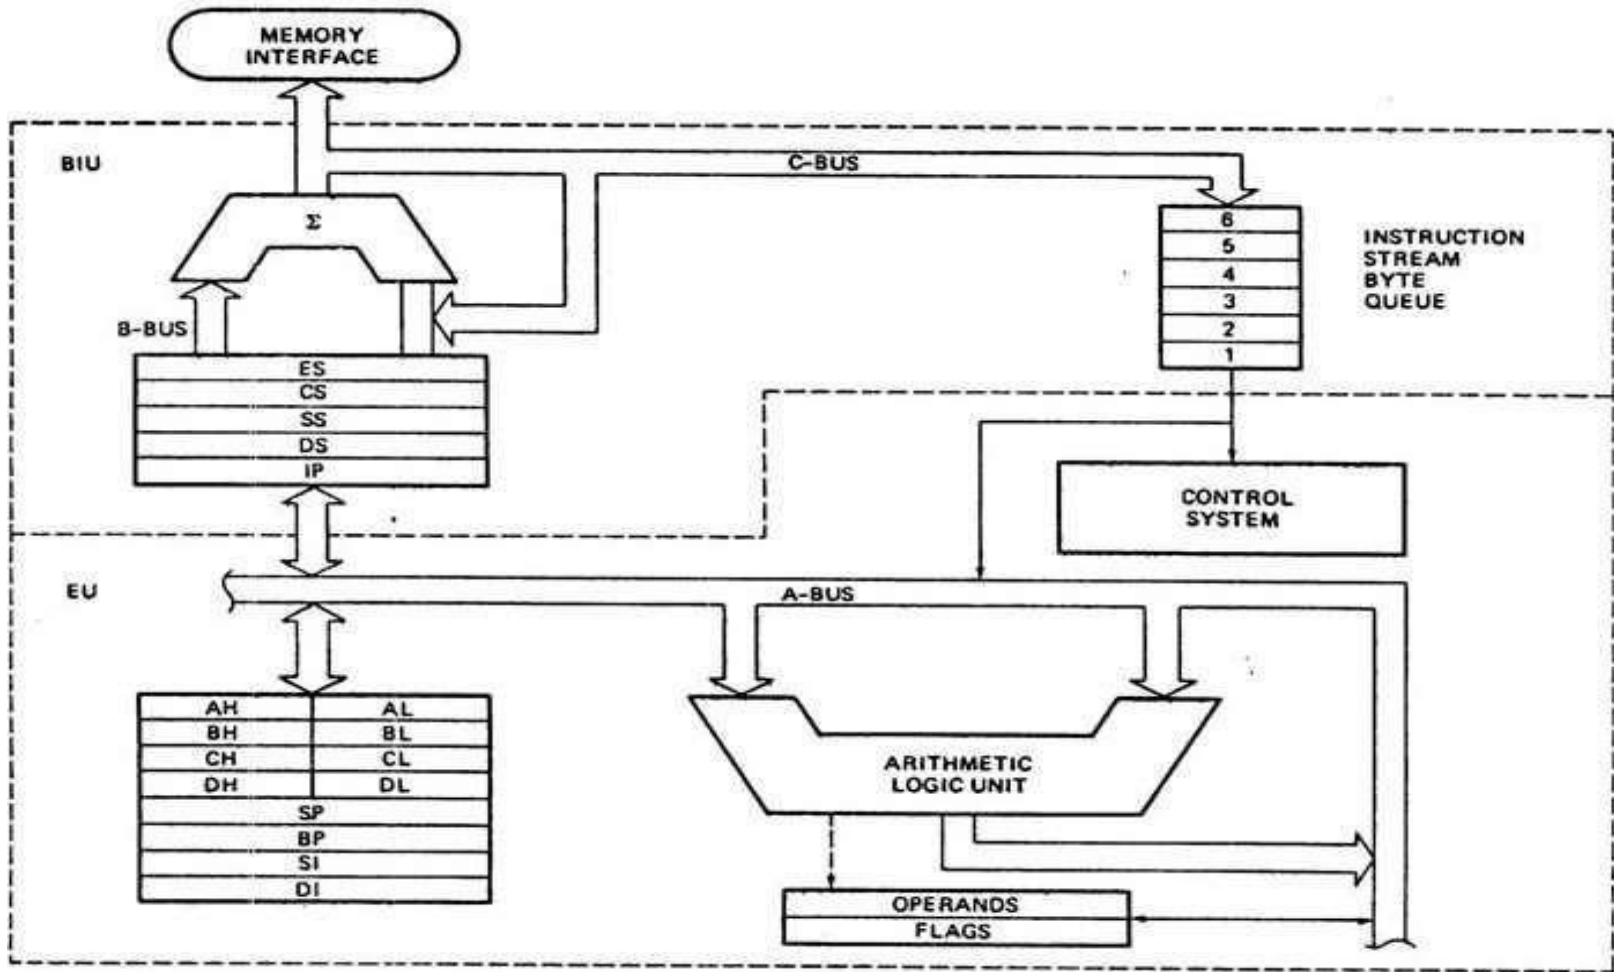 MEMORY
INTERFACE
BIU
C-BUS
Σ
6
5
4
3
2
1
INSTRUCTION
STREAM
BYTE
QUEUE
B-BUS
ES
CS
SS
DS
IP
CONTROL
SYSTEM
EU
A-BUS
AH AL
BH BL
CH CL
DH DL
SP
BP
SI
DI
ARITHMETIC
LOGIC UNIT
OPERANDS
FLAGS